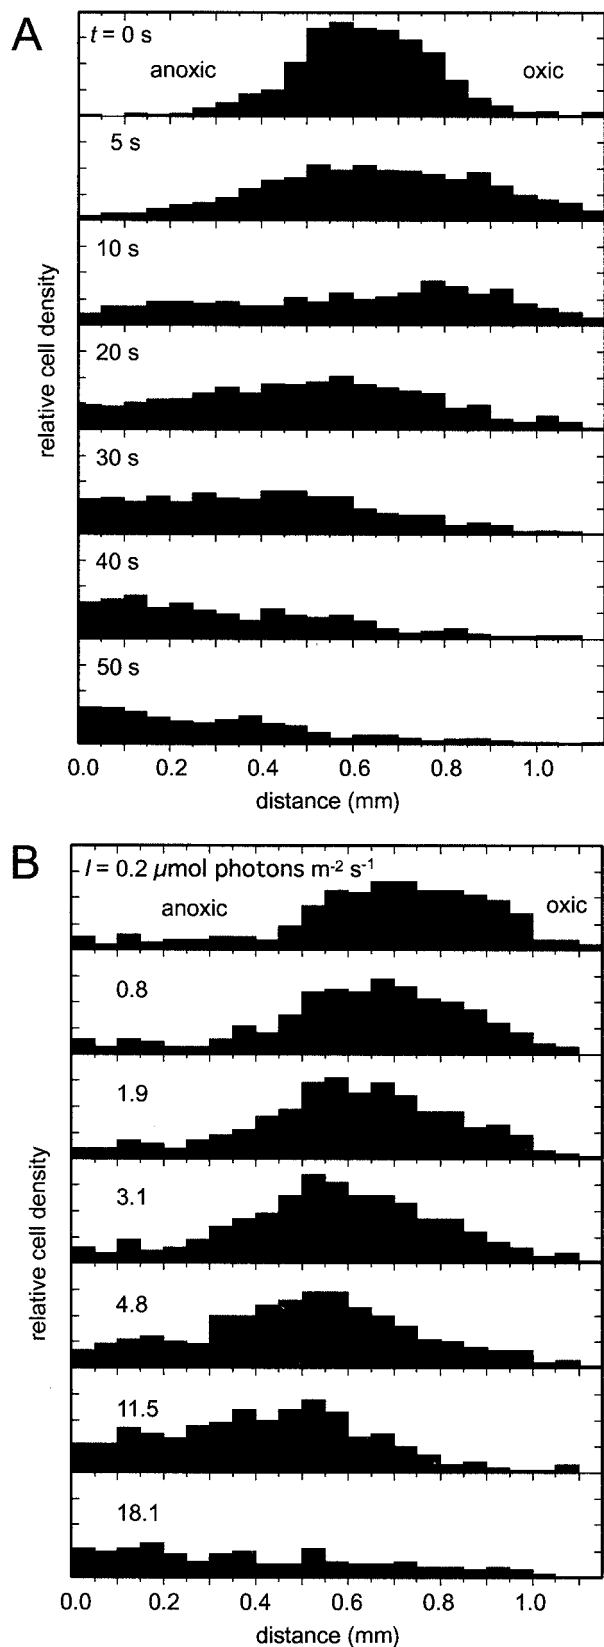 A
t = 0 s
anoxic
oxic
5 s
10 s
20 s
30 s
40 s
50 s
relative cell density
0.0 0.2 0.4 0.6 0.8 1.0
distance (mm)
B
I = 0.2 µmol photons m-2 s-1
anoxic
oxic
0.8
1.9
3.1
4.8
11.5
18.1
relative cell density
0.0 0.2 0.4 0.6 0.8 1.0
distance (mm)